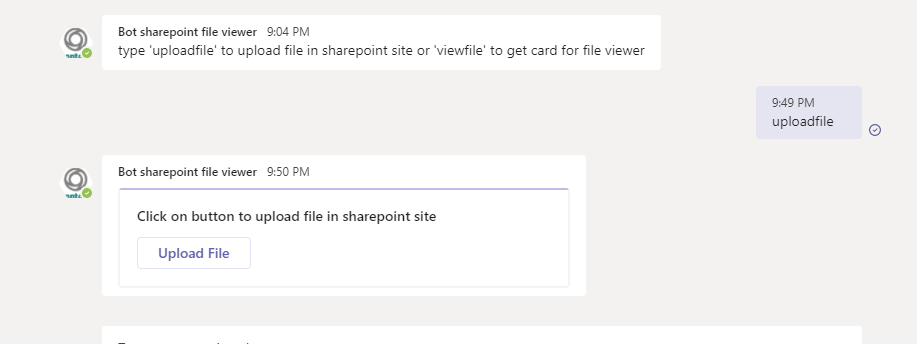 Bot sharepoint file viewer 9:04 PM
type 'uploadfile' to upload file in sharepoint site or 'viewfile' to get card for file viewer
9:49 PM
uploadfile
Bot sharepoint file viewer 9:50 PM
Click on button to upload file in sharepoint site
Upload File